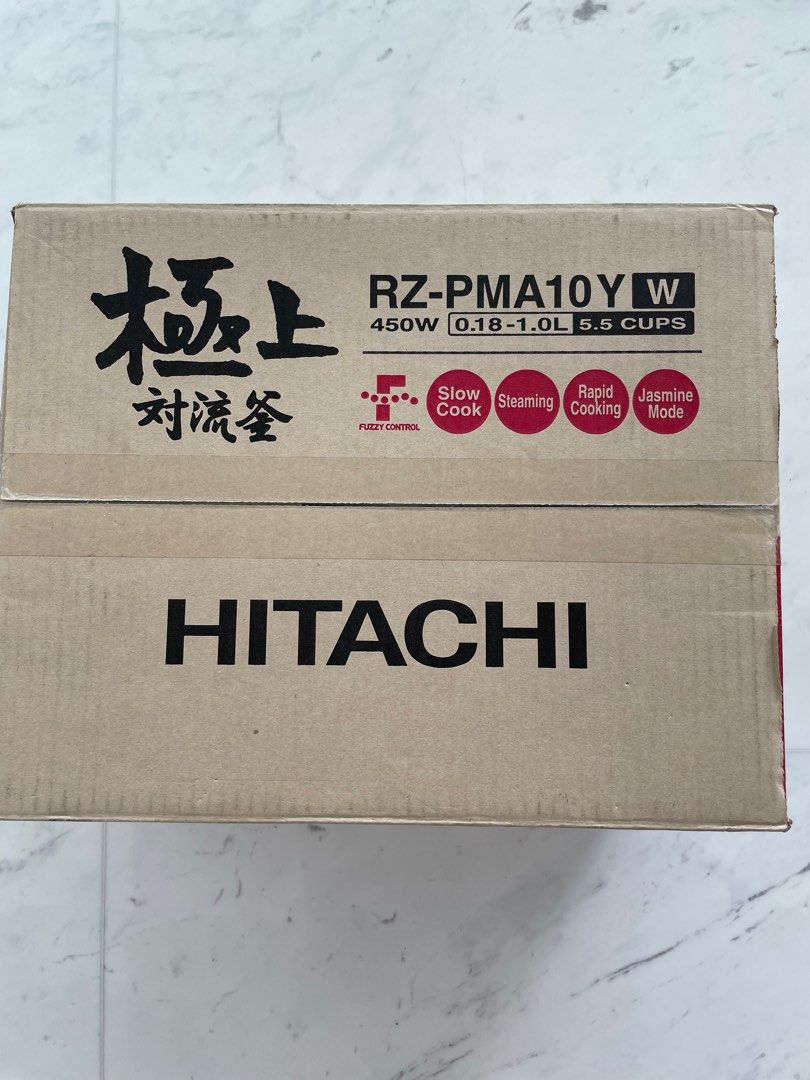 極上
対流釜
RZ-PMA10Y W
450W 0.18-1.0L 5.5 CUPS
FUZZY CONTROL
Slow Cook
Steaming
Rapid Cooking
Jasmine Mode
HITACHI